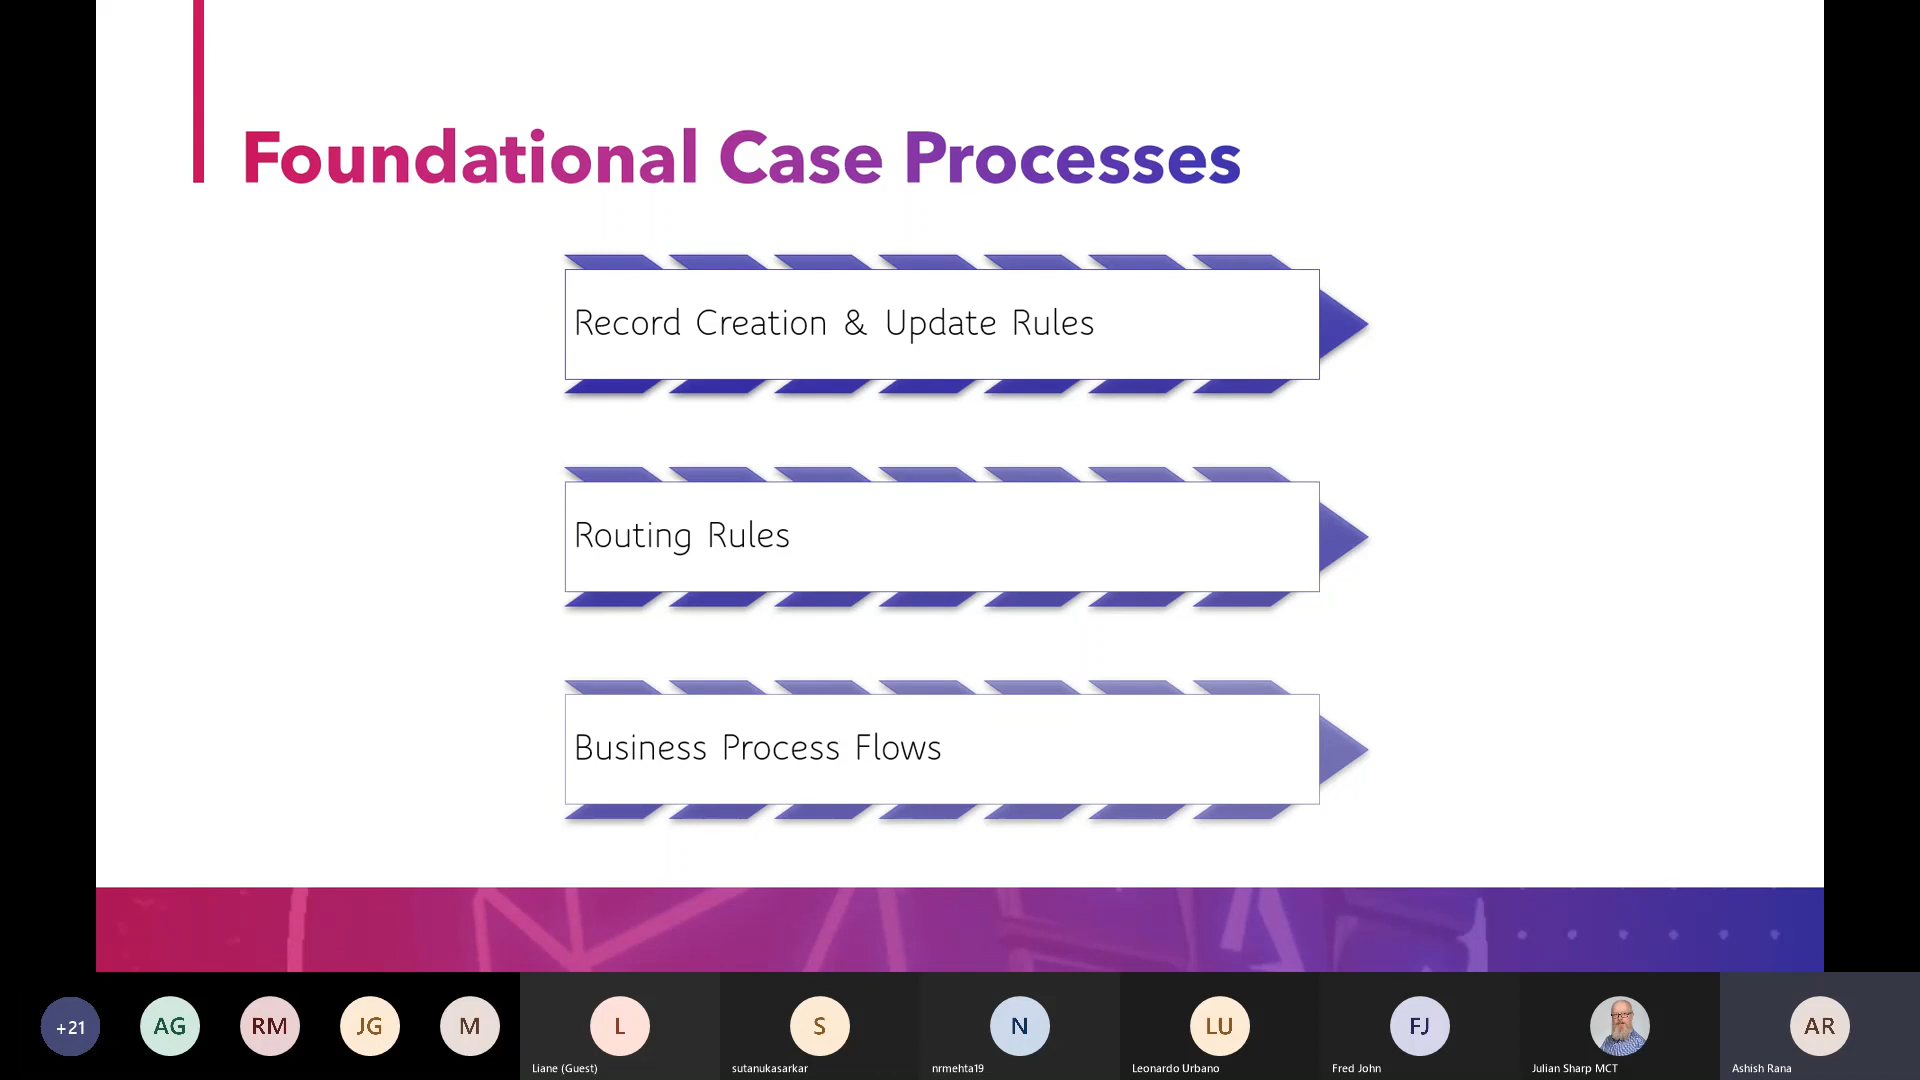 Foundational Case Processes
Record Creation & Update Rules
Routing Rules
Business Process Flows
+21
AG
RM
JG
M
L
S
N
LU
FJ
AR
Liane (Guest)
sutanukasarkar
nrmehta19
Leonardo Urbano
Fred John
Julian Sharp MCT
Ashish Rana